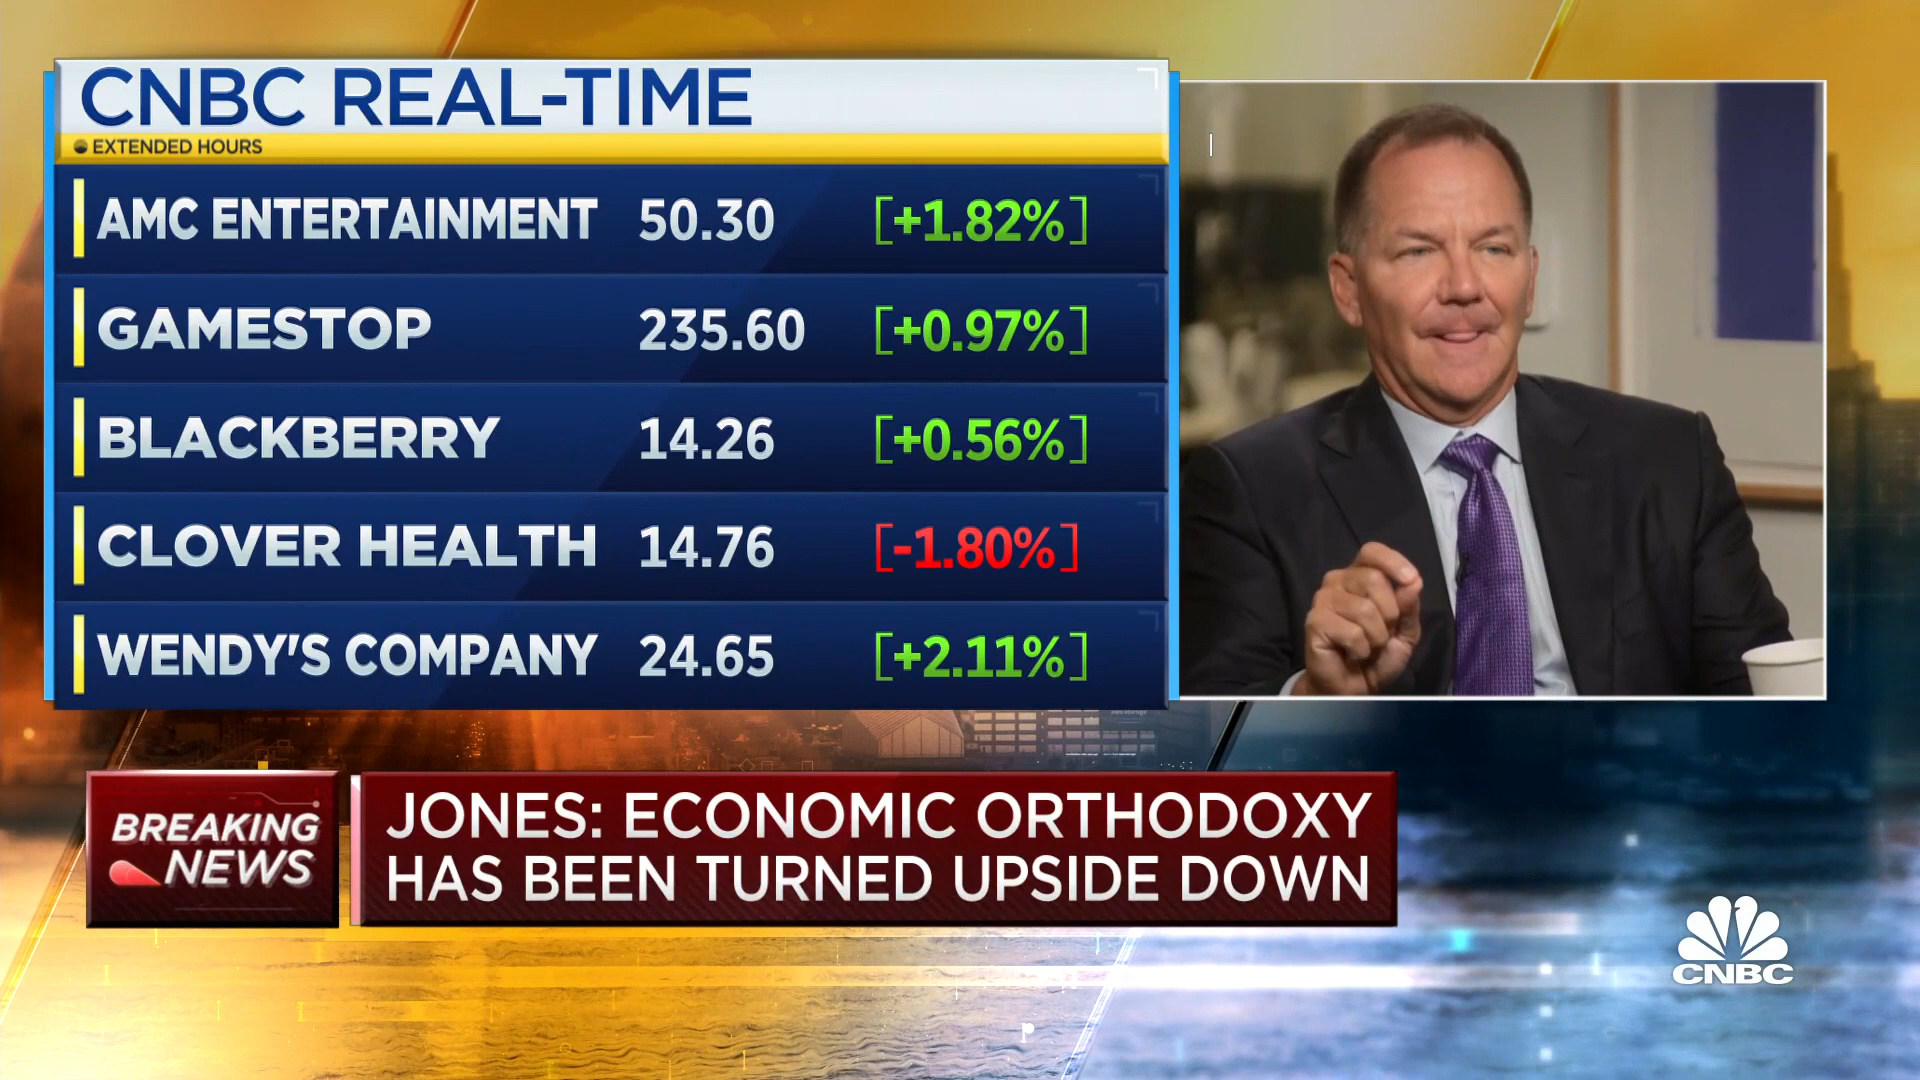 CNBC REAL-TIME
EXTENDED HOURS
AMC ENTERTAINMENT 50.30 [+1.82%]
GAMESTOP 235.60 [+0.97%]
BLACKBERRY 14.26 [+0.56%]
CLOVER HEALTH 14.76 [-1.80%]
WENDY'S COMPANY 24.65 [+2.11%]
BREAKING
NEWS
JONES: ECONOMIC ORTHODOXY
HAS BEEN TURNED UPSIDE DOWN
CNBC